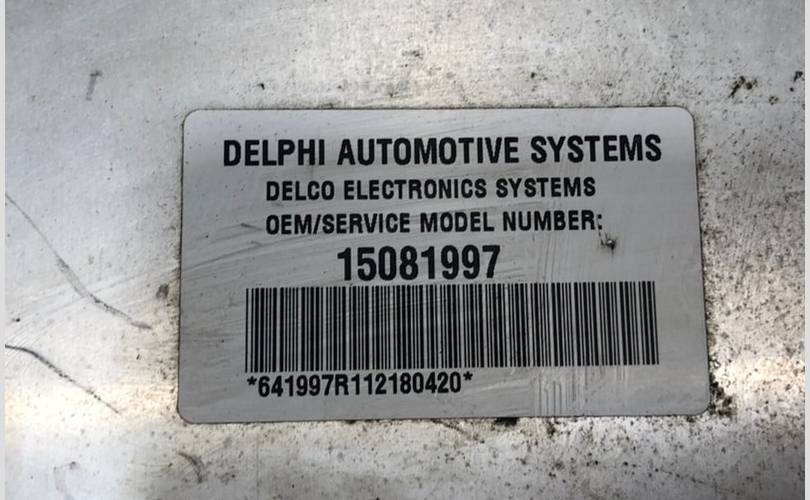 DELPHI AUTOMOTIVE SYSTEMS
DELCO ELECTRONICS SYSTEMS
OEM/SERVICE MODEL NUMBER:
15081997
*641997R112180420*